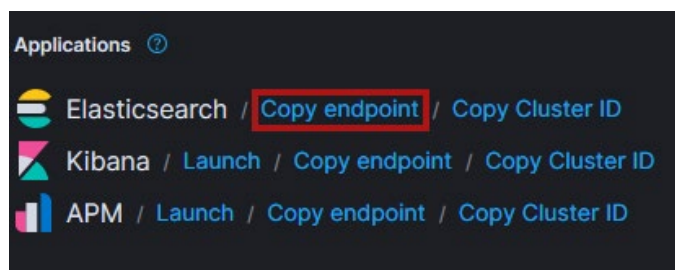 Applications ?
Elasticsearch / Copy endpoint / Copy Cluster ID
Kibana / Launch / Copy endpoint / Copy Cluster ID
APM / Launch / Copy endpoint / Copy Cluster ID